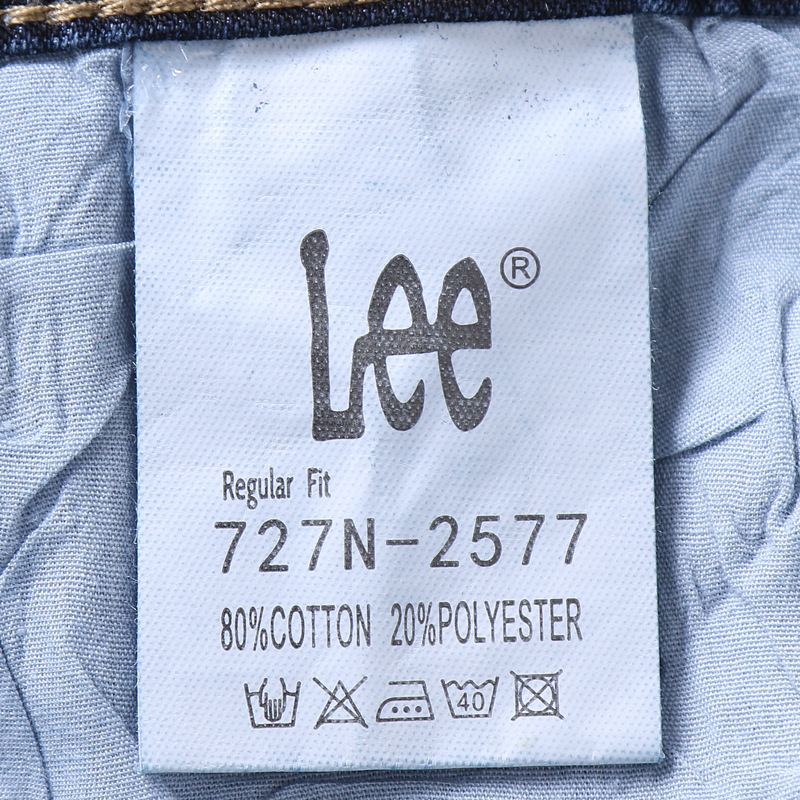 Lee®
Regular Fit
727N-2577
80%COTTON 20%POLYESTER
40